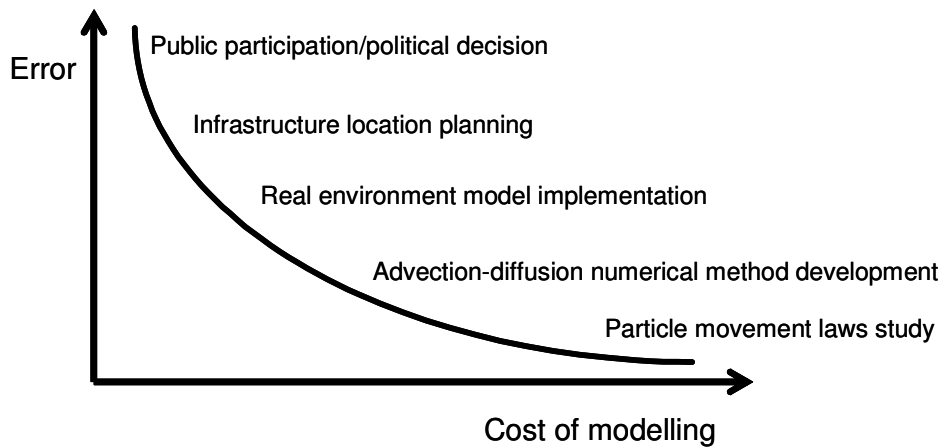 Public participation/political decision
Error
Infrastructure location planning
Real environment model implementation
Advection-diffusion numerical method development
Particle movement laws study
Cost of modelling